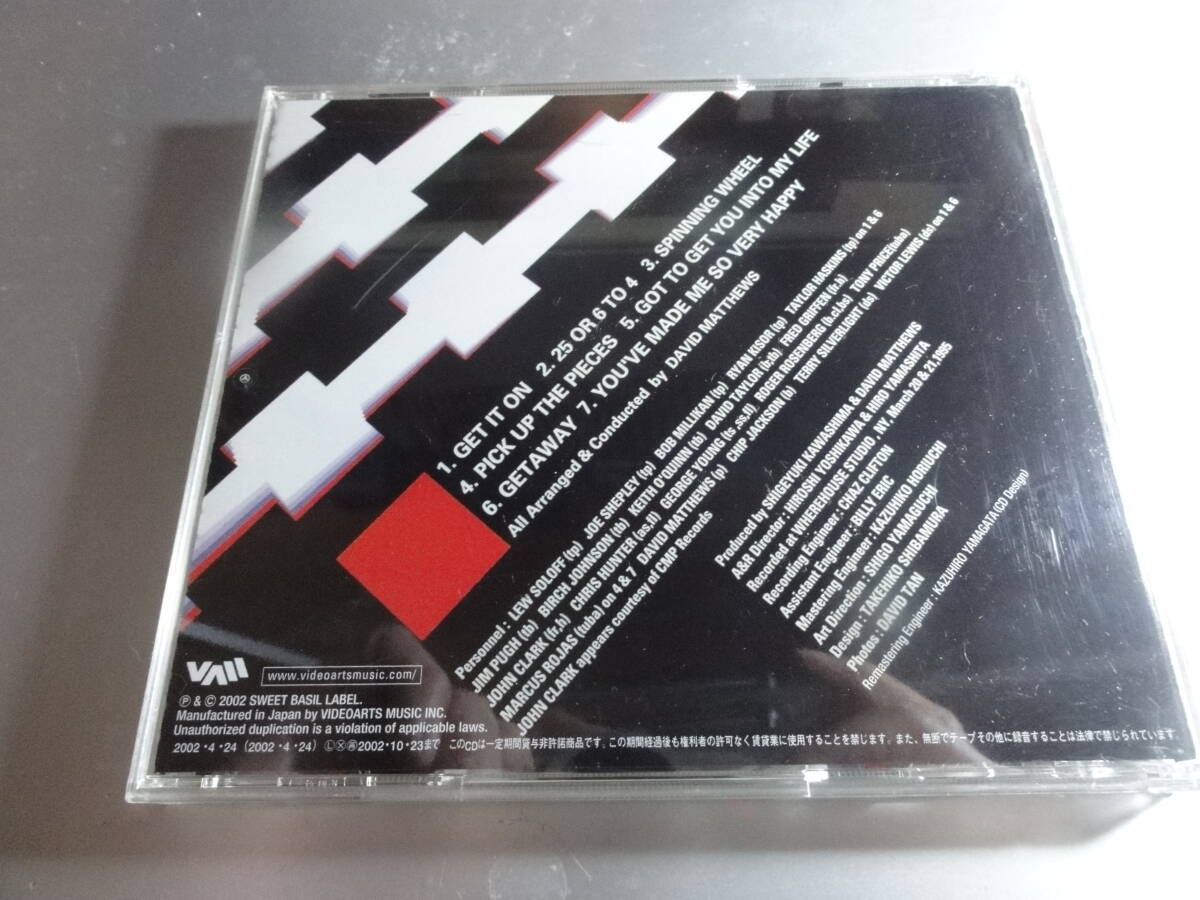 1. GET IT ON 2. 25 OR 6 TO 4 3. SPINNING WHEEL
4. PICK UP THE PIECES 5. GOT TO GET YOU INTO MY LIFE
6. GETAWAY 7. YOU'VE MADE ME SO VERY HAPPY
All Arranged & Conducted by DAVID MATTHEWS
Personnel : LEW SOLOFF (tp) JOE SHEPLEY (tp) BOB MILLIKAN (tp) RYAN KISOR (tp) TAYLOR HASKINS (tp) on 1 & 6
JIM PUGH (tb) BIRCH JOHNSON (tb) KEITH O'QUINN (tb) DAVID TAYLOR (b.tb) FRED GRIFFEN (fr.h)
JOHN CLARK (fr.h) CHRIS HUNTER (as,fl) GEORGE YOUNG (ts,ss,fl) ROGER ROSENBERG (b.cl,bs) TONY PRICE(tuba)
MARCUS ROJAS (tuba) on 4 & 7 DAVID MATTHEWS (p) CHIP JACKSON (b) TERRY SILVERLIGHT (ds) VICTOR LEWIS (ds) on 1 & 6
JOHN CLARK appears courtesy of CMP Records
Produced by SHIGEYUKI KAWASHIMA & DAVID MATTHEWS
A&R Director : HIROSHI YOSHIKAWA & HIRO YAMASHITA
Recorded at WHEREHOUSE STUDIO , NY. March 20 & 21,1995
Recording Engineer : CHAZ CLIFTON
Assistant Engineer : BILLY ERIC
Mastering Engineer : KAZUHIKO HORIUCHI
Art Direction : SHIGO YAMAGUCHI
Design : TAKEHIKO SHIBAMURA
Photos : DAVID TAN
Remastering Engineer : KAZUHIRO YAMAGATA (CD Design)
www.videoartsmusic.com/
Ⓟ & © 2002 SWEET BASIL LABEL.
Manufactured in Japan by VIDEOARTS MUSIC INC.
Unauthorized duplication is a violation of applicable laws.
2002・4・24 (2002・4・24) Ⓛ Ⓧ 2002・10・23まで このCDは一定期間貸与非許諾商品です。この期間経過後も権利者の許可なく賃貸業に使用することを禁じます。また、無断でテープその他に録音することは法律で禁じられています。